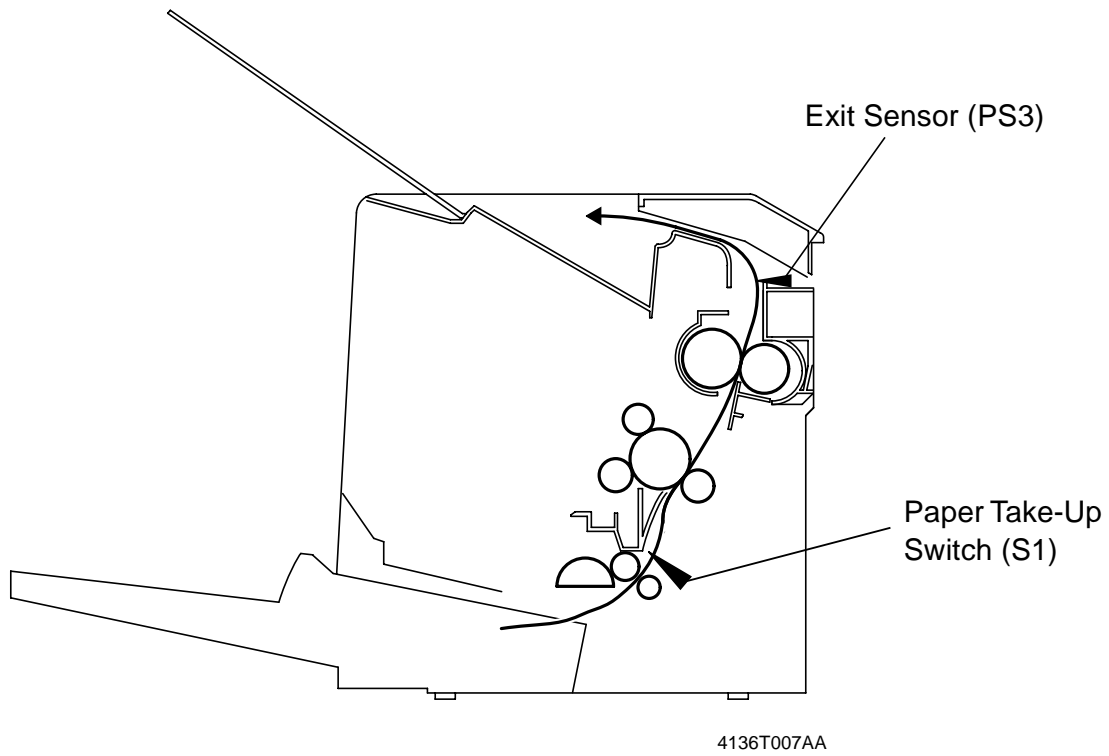 Exit Sensor (PS3)
Paper Take-Up
Switch (S1)
4136T007AA